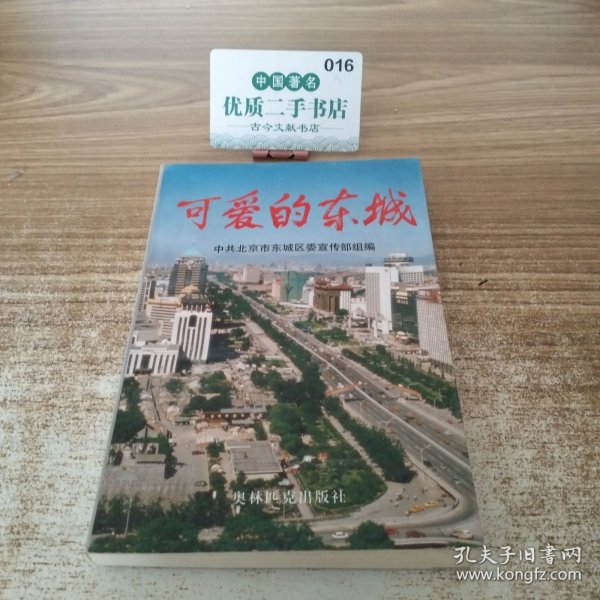 016
中国著名
优质二手书店
古今文献书店
可爱的东城
中共北京市东城区委宣传部组编
奥林匹克出版社
孔夫子旧书网
www.kongfz.com